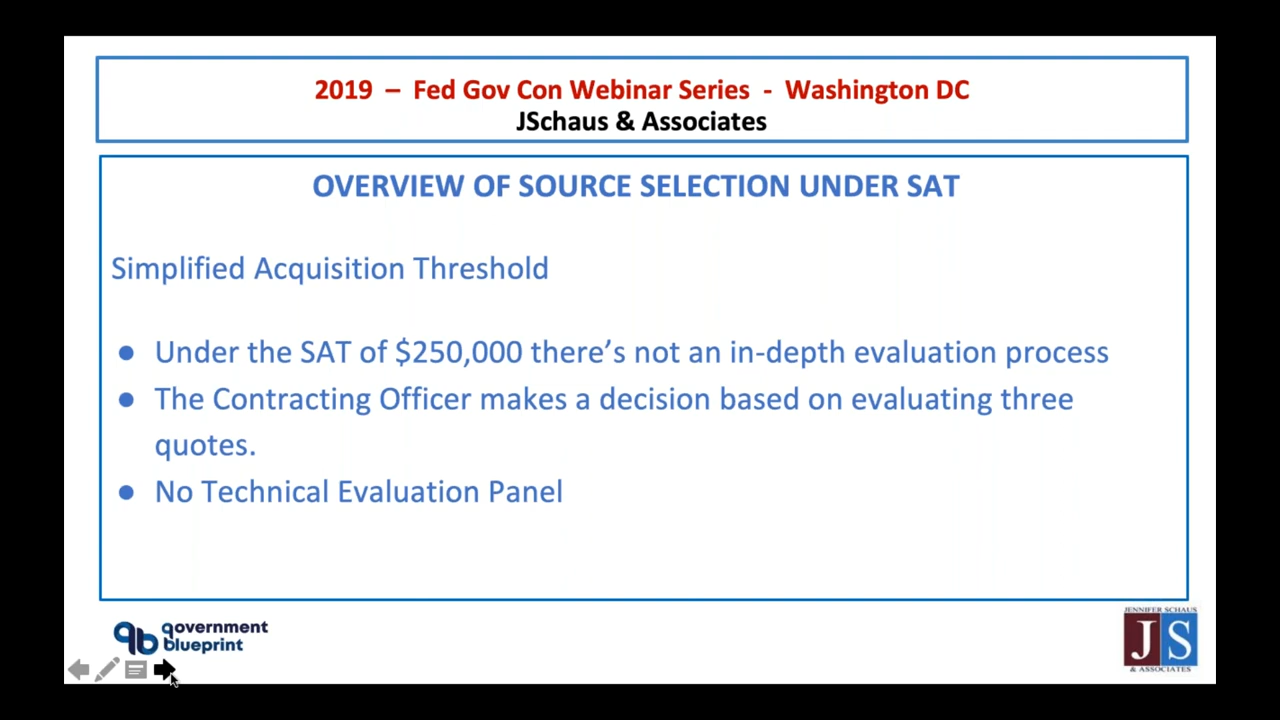 2019 – Fed Gov Con Webinar Series - Washington DC
JSchaus & Associates
OVERVIEW OF SOURCE SELECTION UNDER SAT
Simplified Acquisition Threshold
● Under the SAT of $250,000 there's not an in-depth evaluation process
● The Contracting Officer makes a decision based on evaluating three
quotes.
● No Technical Evaluation Panel
gb government
blueprint
JENNIFER SCHAUS
JS
& ASSOCIATES